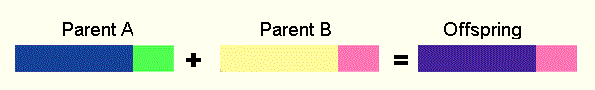 Parent A Parent B Offspring
+ =